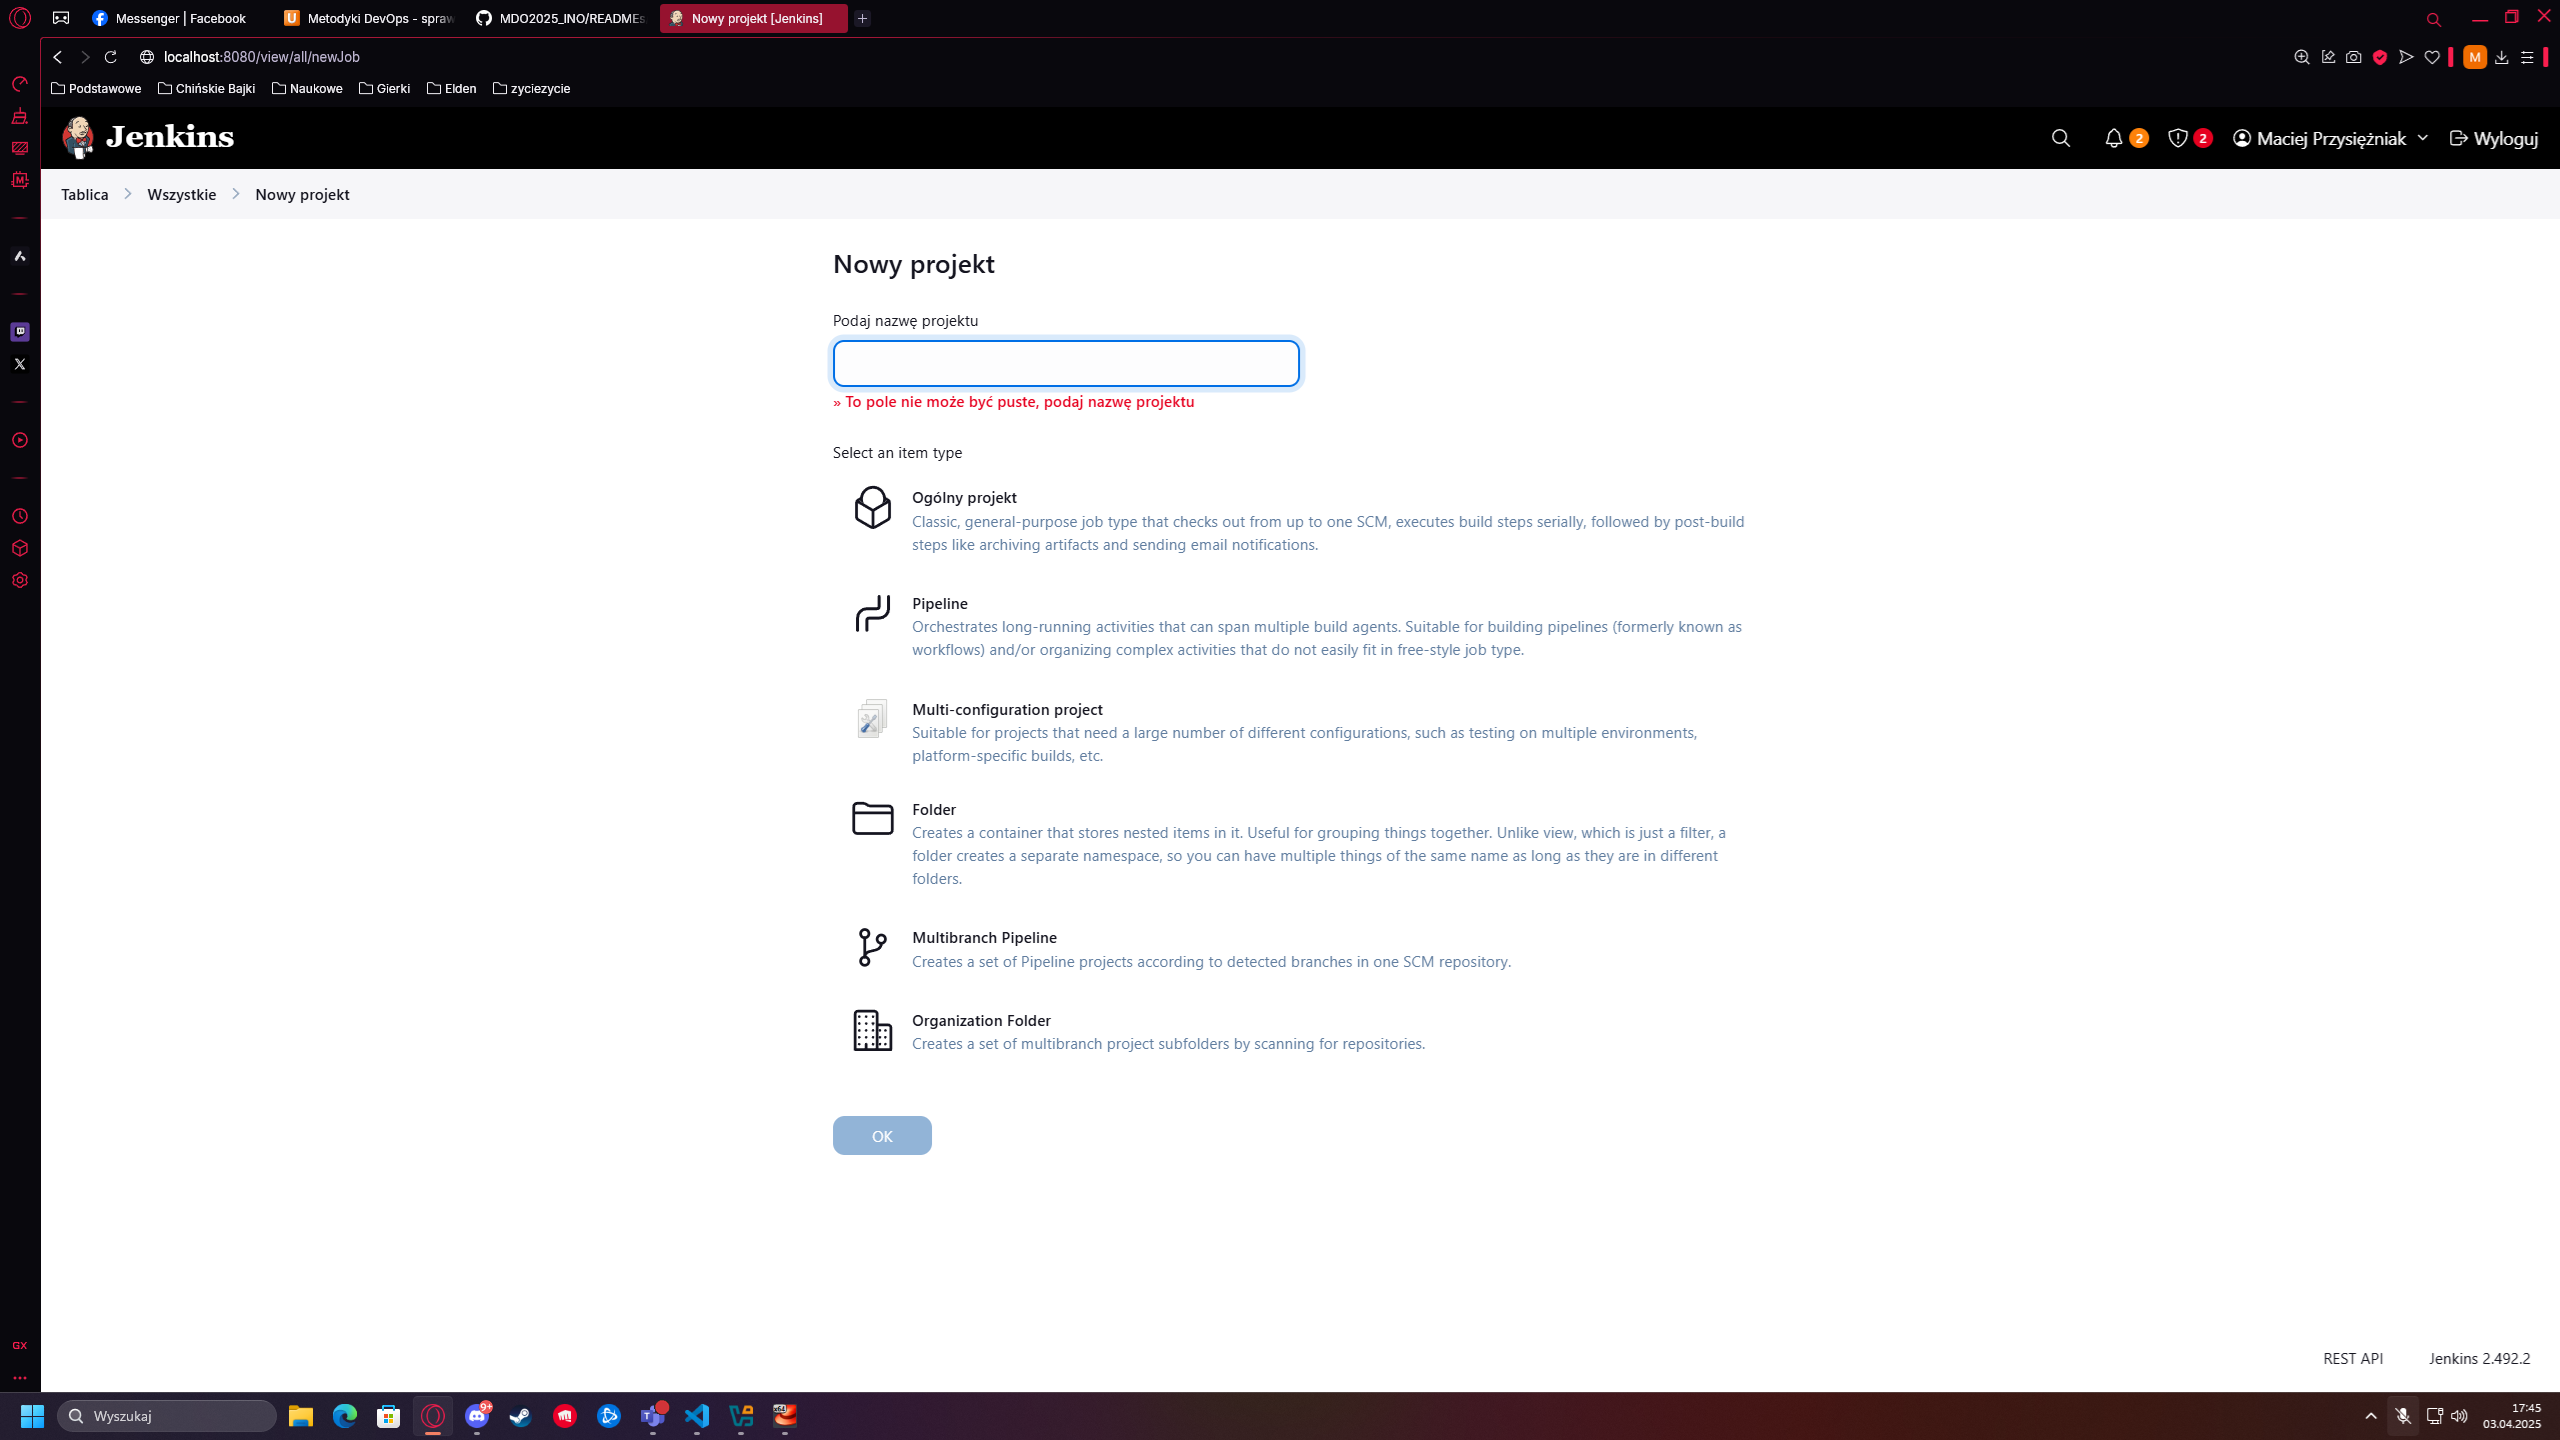 Messenger | Facebook
Metodyki DevOps - spraw
MDO2025_INO/READMEs
Nowy projekt [Jenkins]
localhost:8080/view/all/newJob
M
Podstawowe
Chińskie Bajki
Naukowe
Gierki
Elden
zyciezycie
Jenkins
2
2
Maciej Przysiężniak
Wyloguj
Tablica
Wszystkie
Nowy projekt
Nowy projekt
Podaj nazwę projektu
» To pole nie może być puste, podaj nazwę projektu
Select an item type
Ogólny projekt
Classic, general-purpose job type that checks out from up to one SCM, executes build steps serially, followed by post-build
steps like archiving artifacts and sending email notifications.
Pipeline
Orchestrates long-running activities that can span multiple build agents. Suitable for building pipelines (formerly known as
workflows) and/or organizing complex activities that do not easily fit in free-style job type.
Multi-configuration project
Suitable for projects that need a large number of different configurations, such as testing on multiple environments,
platform-specific builds, etc.
Folder
Creates a container that stores nested items in it. Useful for grouping things together. Unlike view, which is just a filter, a
folder creates a separate namespace, so you can have multiple things of the same name as long as they are in different
folders.
Multibranch Pipeline
Creates a set of Pipeline projects according to detected branches in one SCM repository.
Organization Folder
Creates a set of multibranch project subfolders by scanning for repositories.
OK
REST API
Jenkins 2.492.2
GX
Wyszukaj
9+
x64
17:45
03.04.2025